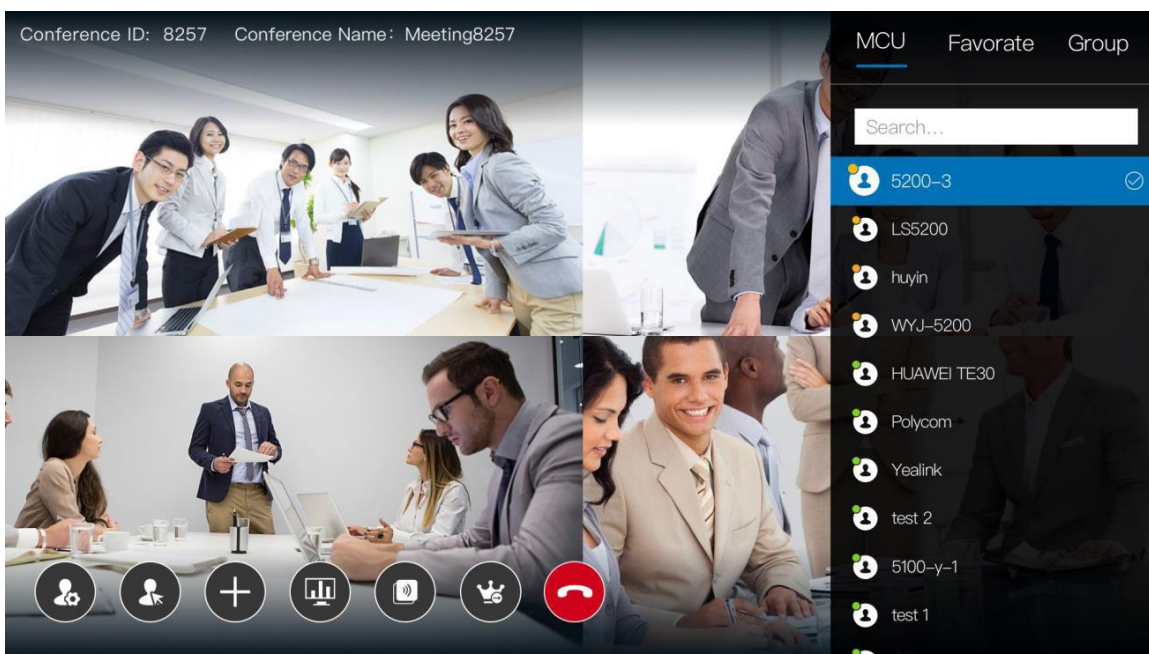 Conference ID: 8257 Conference Name: Meeting8257
MCU Favorate Group
Search...
5200-3
LS5200
huyin
WYJ-5200
HUAWEI TE30
Polycom
Yealink
test 2
5100-y-1
test 1